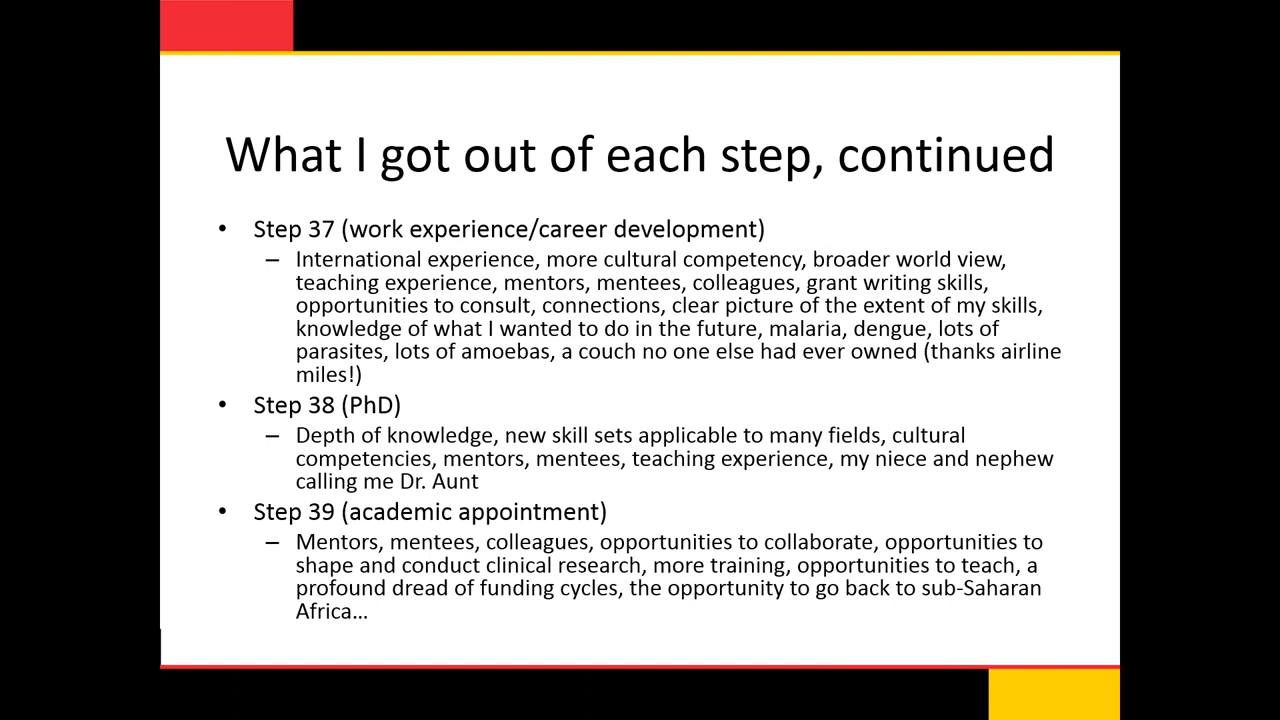 What I got out of each step, continued
• Step 37 (work experience/career development)
– International experience, more cultural competency, broader world view,
teaching experience, mentors, mentees, colleagues, grant writing skills,
opportunities to consult, connections, clear picture of the extent of my skills,
knowledge of what I wanted to do in the future, malaria, dengue, lots of
parasites, lots of amoebas, a couch no one else had ever owned (thanks airline
miles!)
• Step 38 (PhD)
– Depth of knowledge, new skill sets applicable to many fields, cultural
competencies, mentors, mentees, teaching experience, my niece and nephew
calling me Dr. Aunt
• Step 39 (academic appointment)
– Mentors, mentees, colleagues, opportunities to collaborate, opportunities to
shape and conduct clinical research, more training, opportunities to teach, a
profound dread of funding cycles, the opportunity to go back to sub-Saharan
Africa…